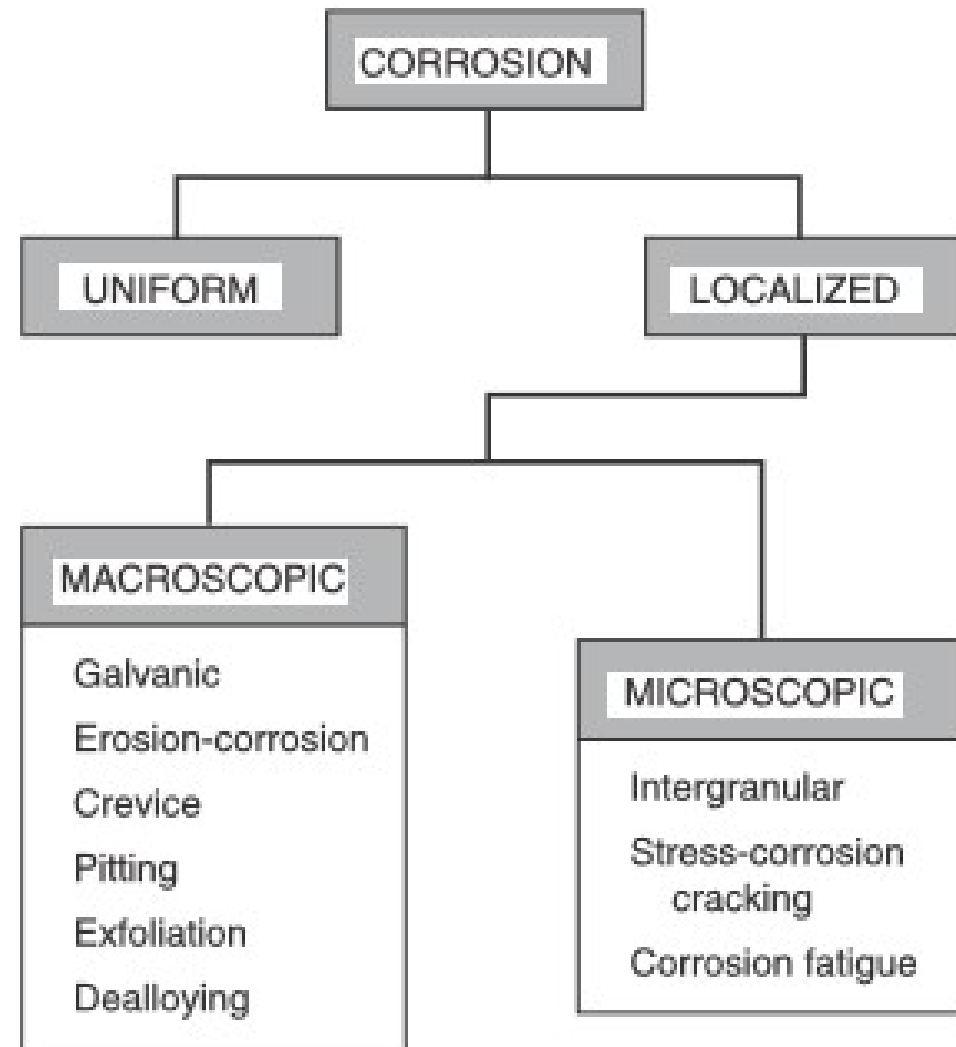 CORROSION
UNIFORM
LOCALIZED
MACROSCOPIC
Galvanic
Erosion-corrosion
Crevice
Pitting
Exfoliation
Dealloying
MICROSCOPIC
Intergranular
Stress-corrosion
cracking
Corrosion fatigue